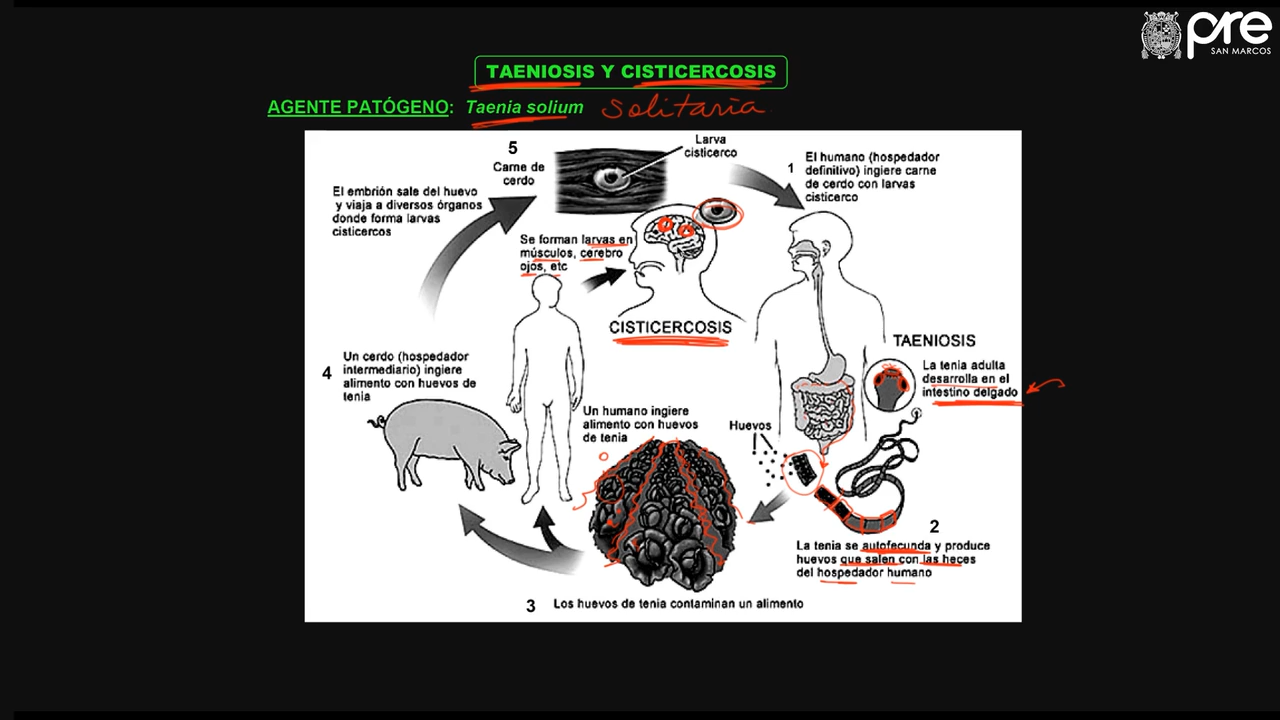 pre
SAN MARCOS
TAENIOSIS Y CISTICERCOSIS
AGENTE PATÓGENO: Taenia solium solitaria
5
Carne de
cerdo
Larva
cisticerco
1
El humano (hospedador
definitivo) ingiere carne
de cerdo con larvas
cisticerco
El embrión sale del huevo
y viaja a diversos órganos
donde forma larvas
cisticercos
Se forman larvas en
músculos, cerebro
ojos, etc
CISTICERCOSIS
TAENIOSIS
La tenia adulta
desarrolla en el
intestino delgado
4
Un cerdo (hospedador
intermediario) ingiere
alimento con huevos de
tenia
Un humano ingiere
alimento con huevos
de tenia
Huevos
2
La tenia se autofecunda y produce
huevos que salen con las heces
del hospedador humano
3 Los huevos de tenia contaminan un alimento